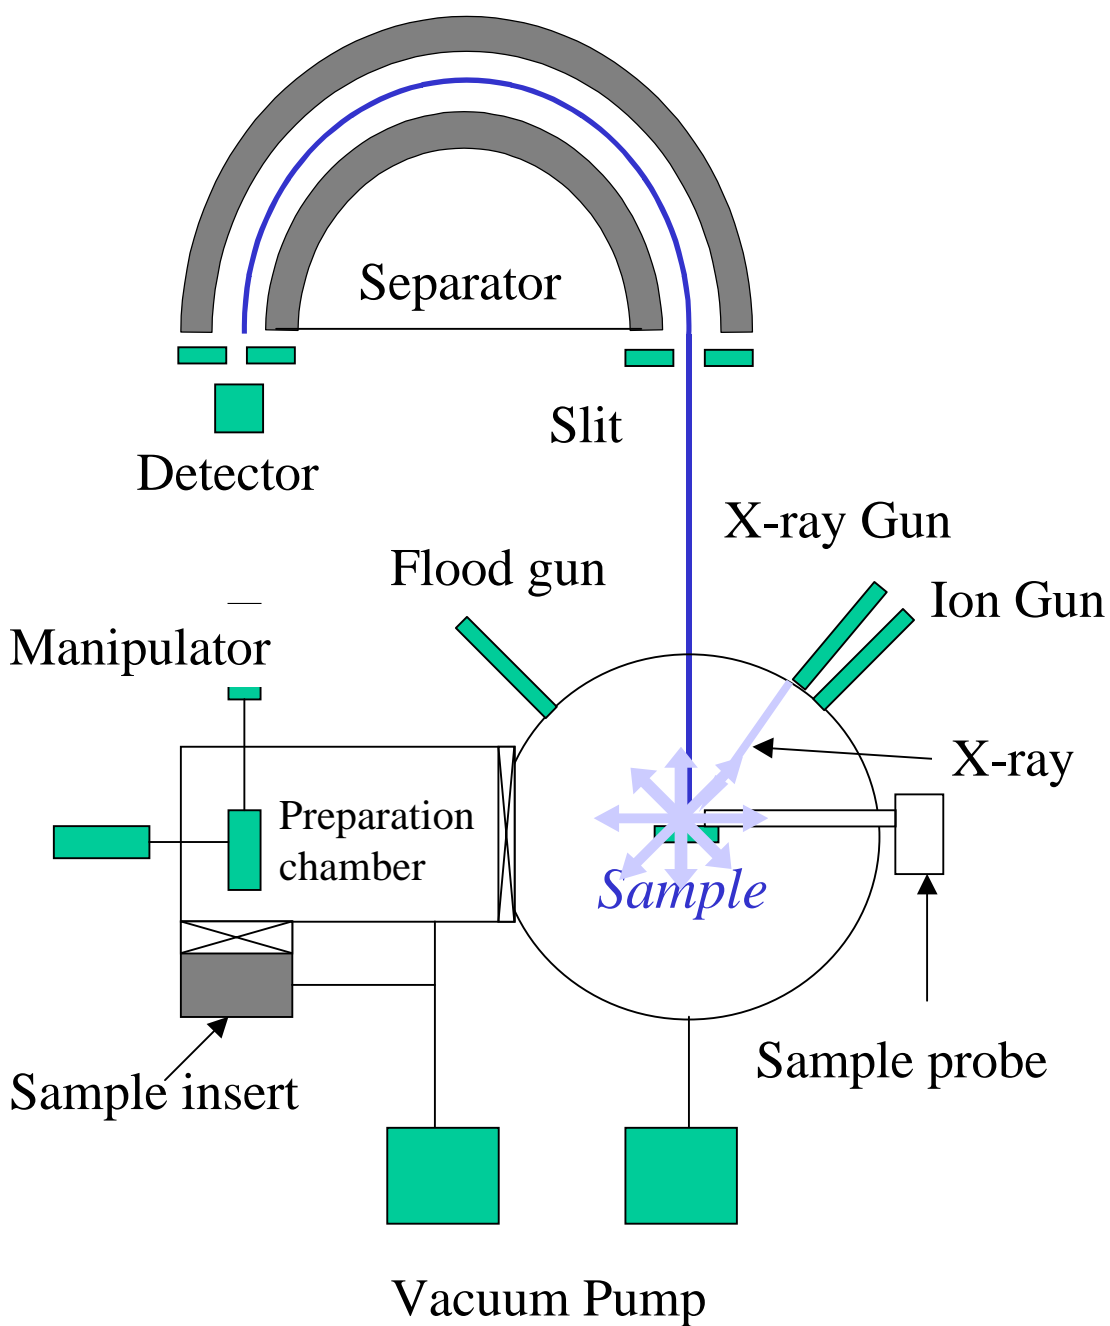 Separator
Slit
Detector
X-ray Gun
Flood gun
Ion Gun
Manipulator
X-ray
Preparation
chamber
Sample
Sample probe
Sample insert
Vacuum Pump